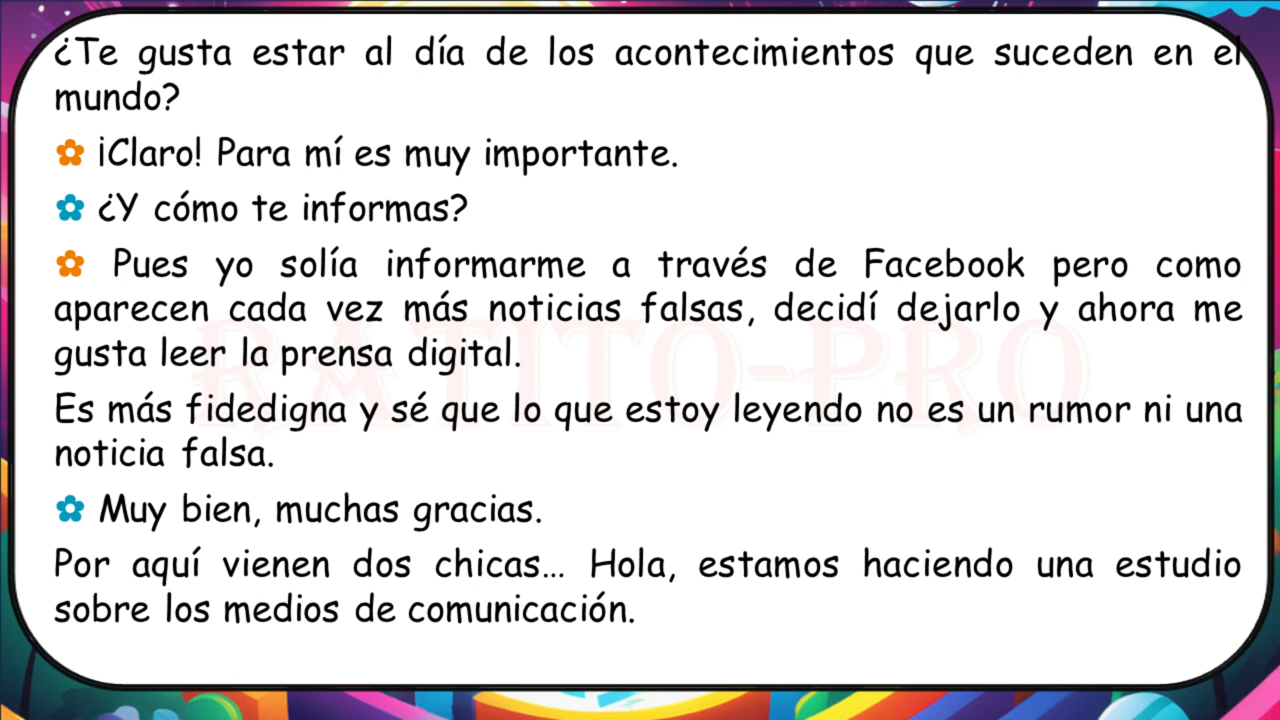 ¿Te gusta estar al día de los acontecimientos que suceden en el
mundo?
¡Claro! Para mí es muy importante.
¿Y cómo te informas?
Pues yo solía informarme a través de Facebook pero como
aparecen cada vez más noticias falsas, decidí dejarlo y ahora me
gusta leer la prensa digital.
Es más fidedigna y sé que lo que estoy leyendo no es un rumor ni una
noticia falsa.
Muy bien, muchas gracias.
Por aquí vienen dos chicas... Hola, estamos haciendo una estudio
sobre los medios de comunicación.
RATITO-PRO